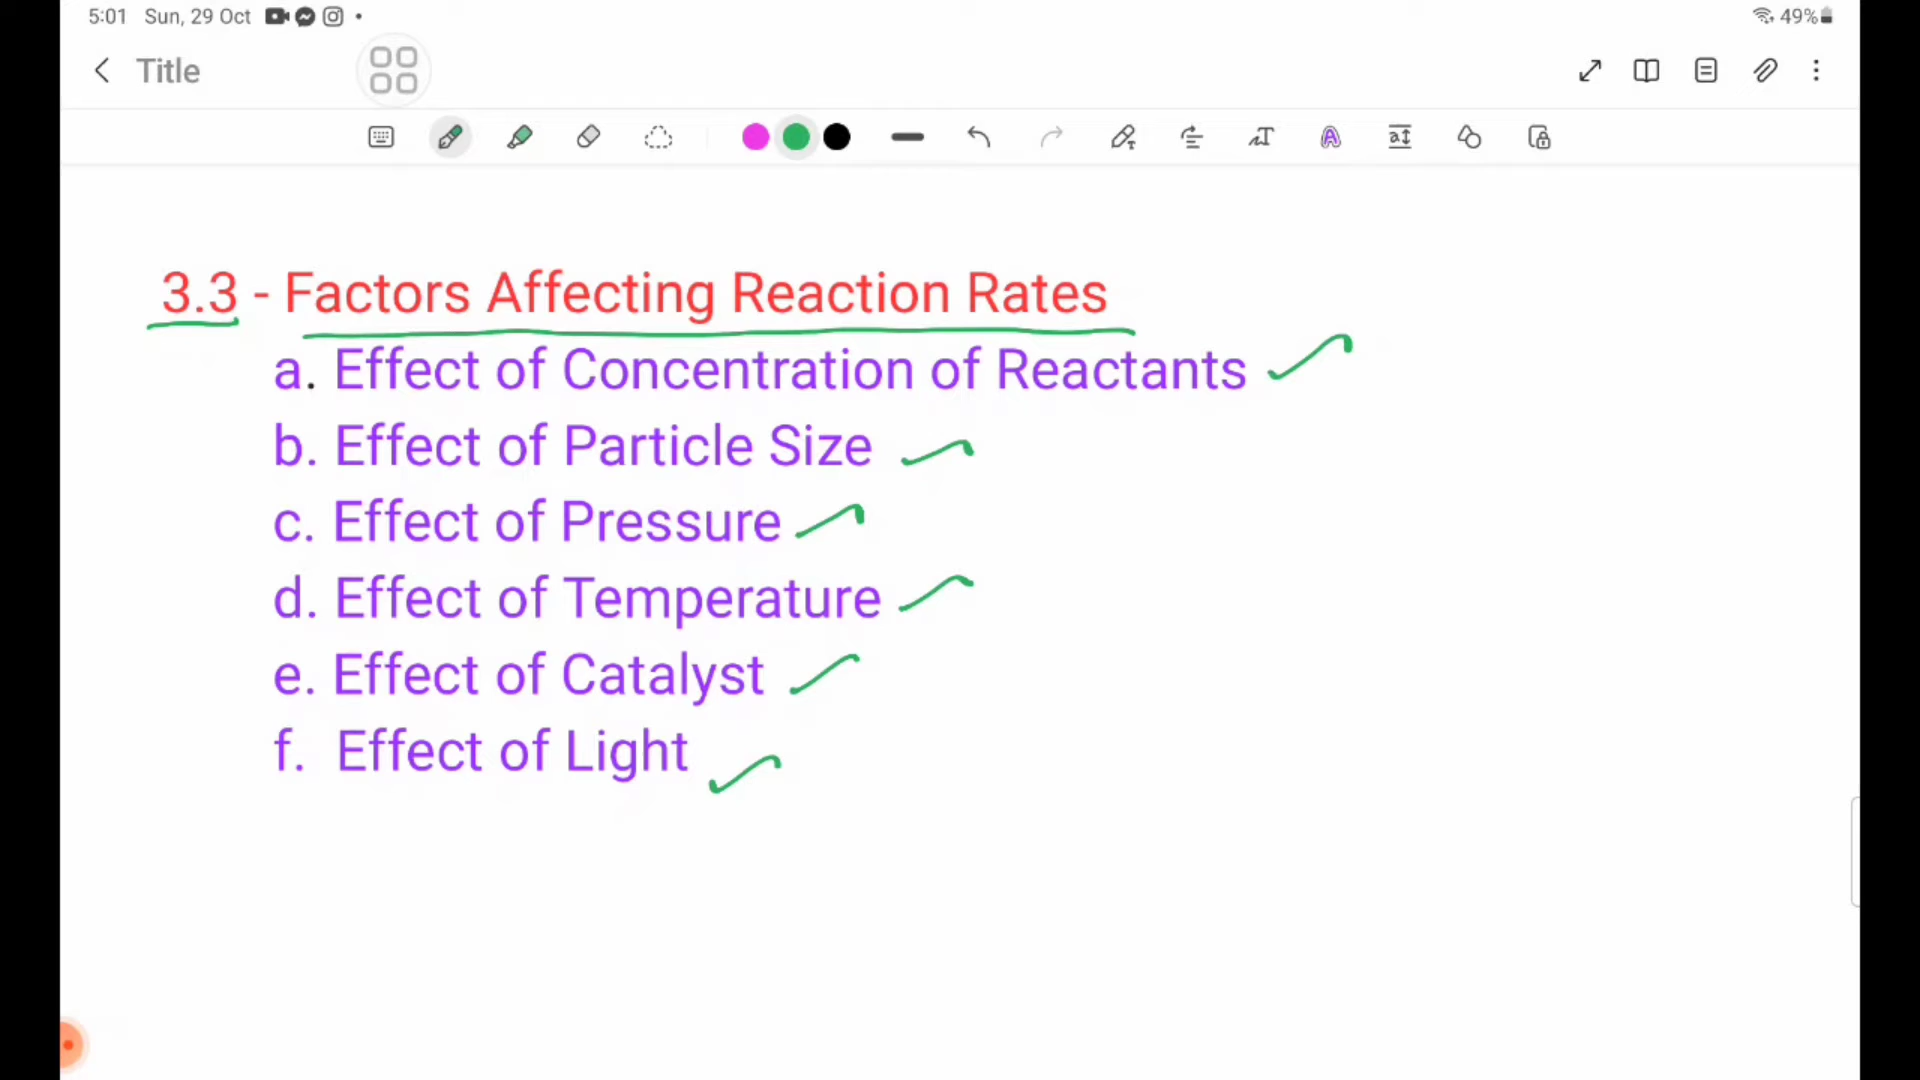 5:01 Sun, 29 Oct 49%
Title
3.3 - Factors Affecting Reaction Rates
a. Effect of Concentration of Reactants
b. Effect of Particle Size
c. Effect of Pressure
d. Effect of Temperature
e. Effect of Catalyst
f. Effect of Light